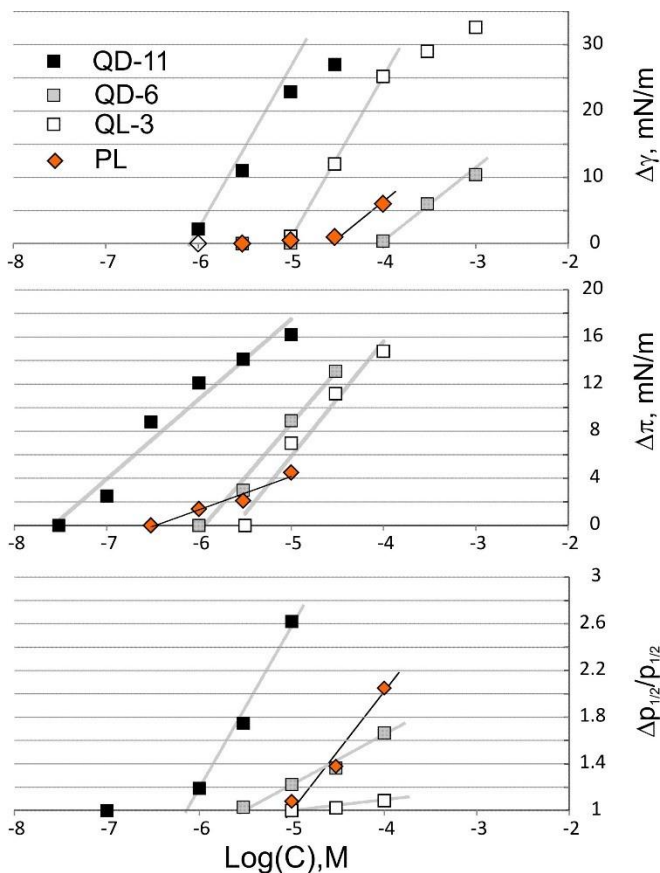 QD-11
QD-6
QL-3
PL
30
20
10
0
Δγ, mN/m
-8 -7 -6 -5 -4 -3 -2
20
16
12
8
4
0
Δπ, mN/m
-8 -7 -6 -5 -4 -3 -2
3
2.6
2.2
1.8
1.4
1
Δp1/2/p1/2
-8 -7 -6 -5 -4 -3 -2
Log(C),M